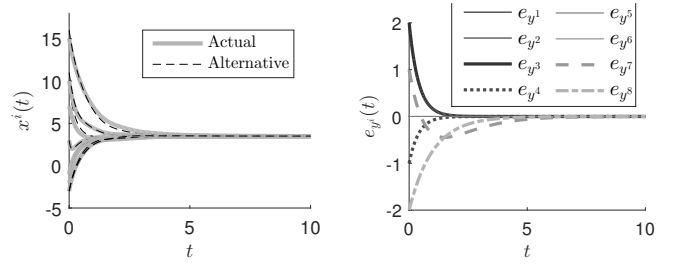 15
10
5
0
-5
0
5
10
t
x^i(t)
Actual
Alternative
2
1
0
-1
-2
0
5
10
t
e_{y^i}(t)
e_{y^1}
e_{y^2}
e_{y^3}
e_{y^4}
e_{y^5}
e_{y^6}
e_{y^7}
e_{y^8}